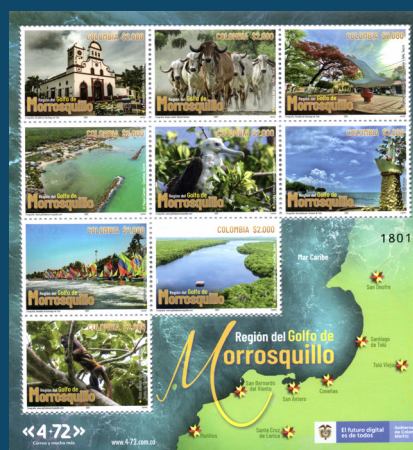 COLOMBIA $2.000
Región del Golfo de
Morrosquillo
COLOMBIA $2.000
Región del Golfo de
Morrosquillo
COLOMBIA $2.000
Región del Golfo de
Morrosquillo
COLOMBIA $2.000
Región del Golfo de
Morrosquillo
COLOMBIA $2.000
Región del Golfo de
Morrosquillo
COLOMBIA $2.000
Región del Golfo de
Morrosquillo
COLOMBIA $2.000
Región del Golfo de
Morrosquillo
COLOMBIA $2.000
Región del Golfo de
Morrosquillo
COLOMBIA $2.000
Región del Golfo de
Morrosquillo
1801
Mar Caribe
San Onofre
Santiago
de Tolú
Tolú Viejo
Coveñas
San Antero
San Bernardo
del Viento
Santa Cruz
de Lorica
Moñitos
Región del Golfo de
Morrosquillo
4-72
Correos y mucho más
www.4-72.com.co
El futuro digital
es de todos